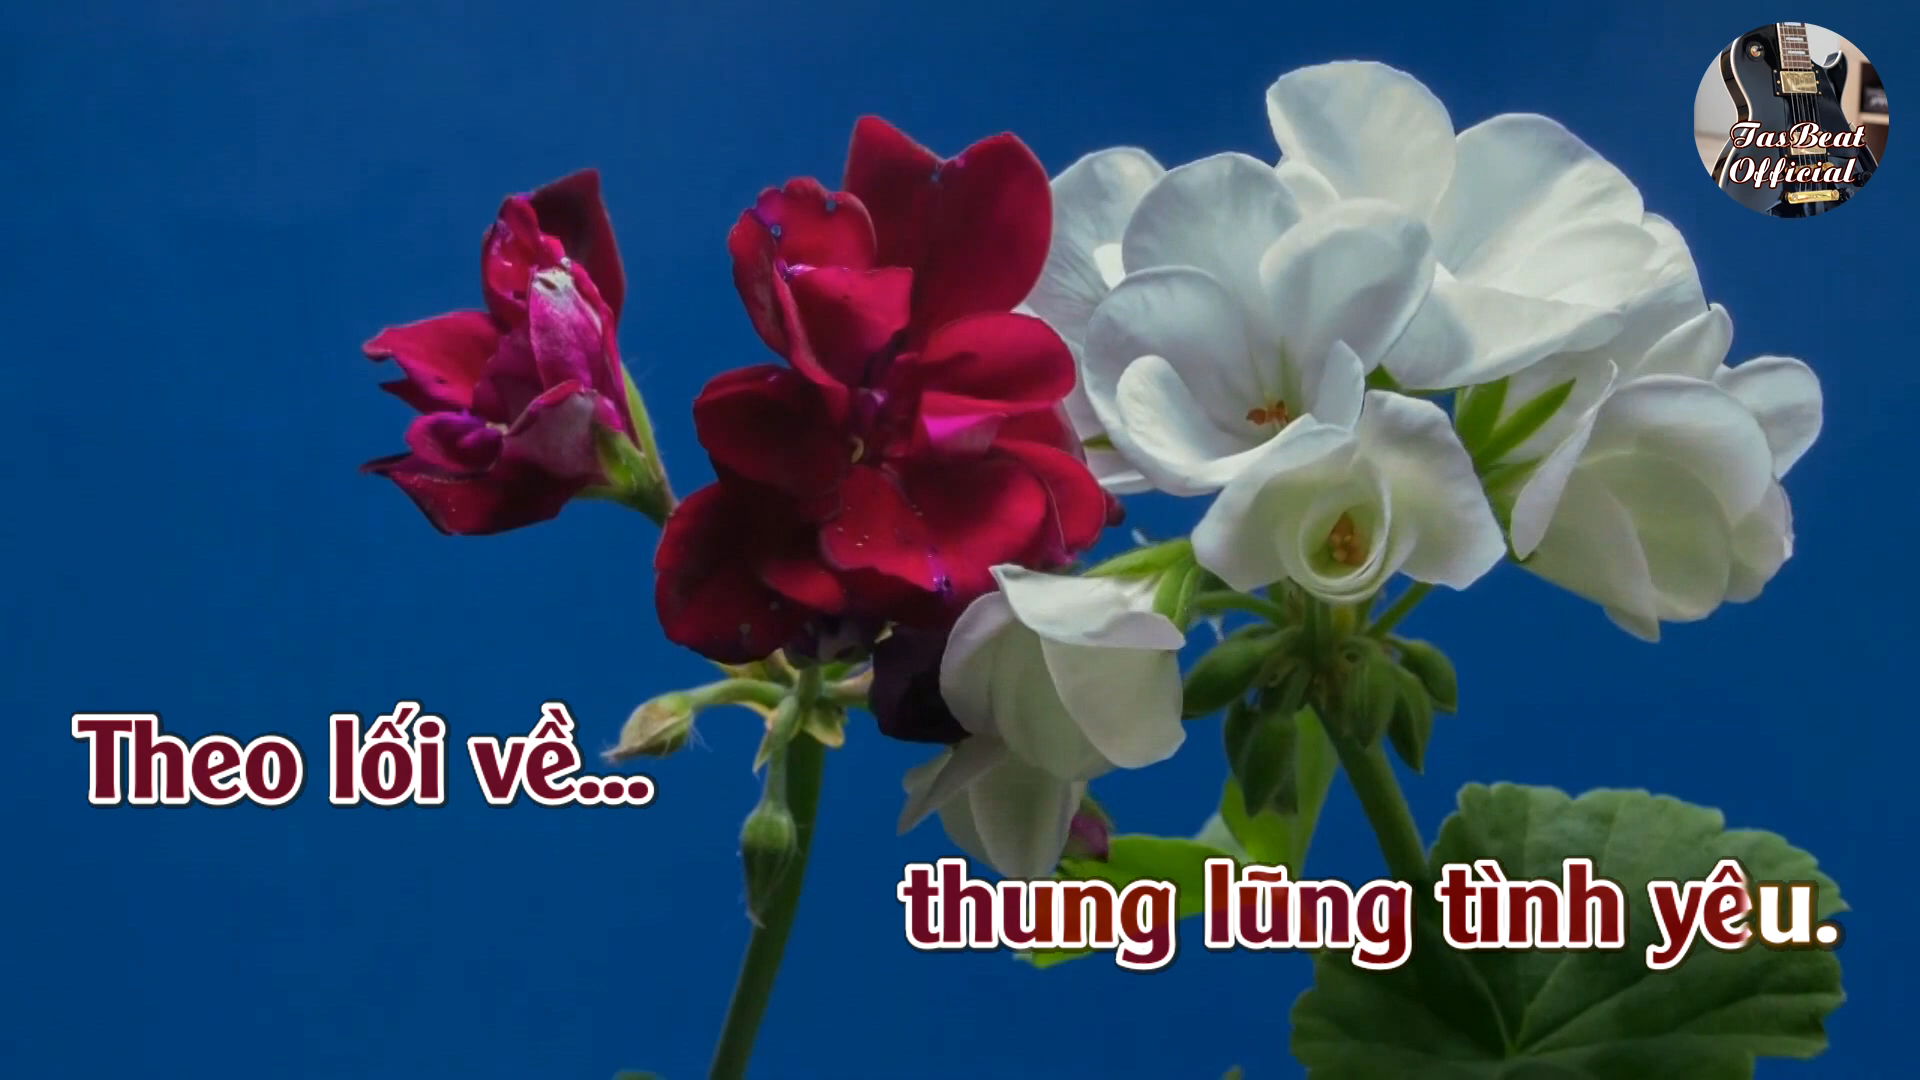 TasBeat
Official
Theo lối về...
thung lũng tình yêu.